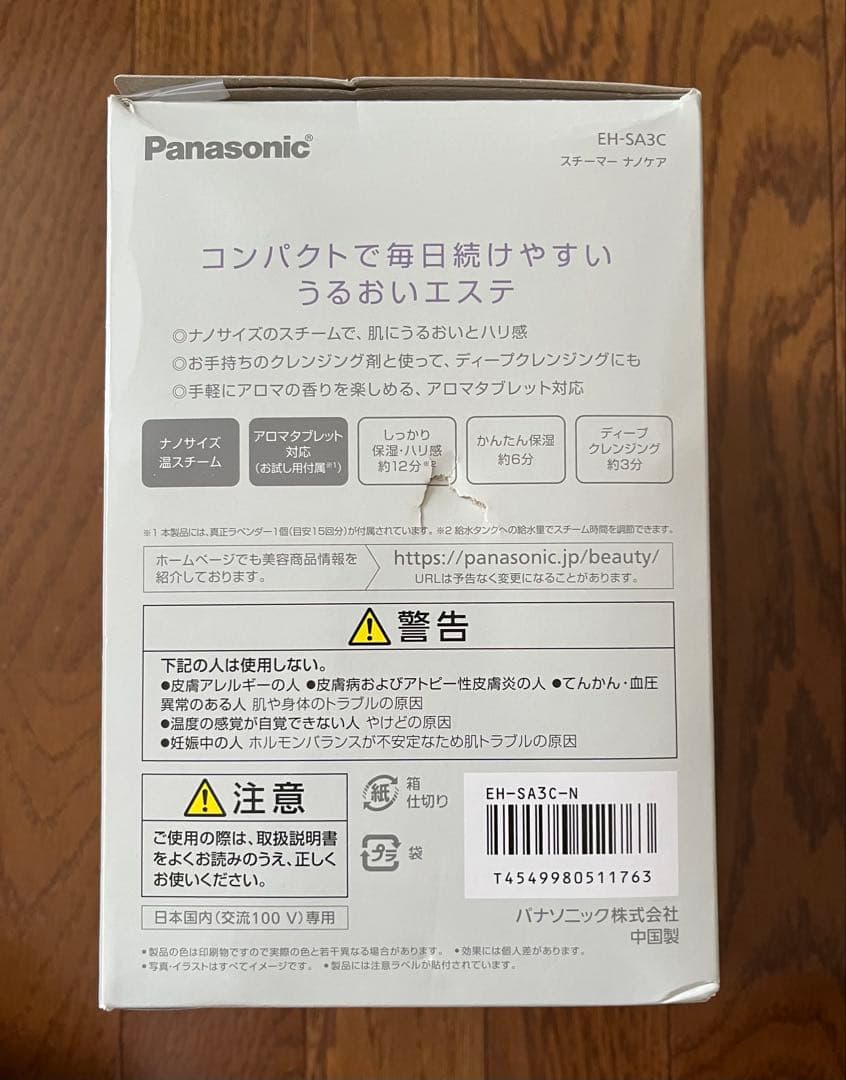 Panasonic®
EH-SA3C
スチーマー ナノケア
コンパクトで毎日続けやすい
うるおいエステ
◎ナノサイズのスチームで、肌にうるおいとハリ感
◎お手持ちのクレンジング剤と使って、ディープクレンジングにも
◎手軽にアロマの香りを楽しめる、アロマタブレット対応
ナノサイズ
温スチーム
アロマタブレット
対応
(お試し用付属※1)
しっかり
保湿・ハリ感
約12分※2
かんたん保湿
約6分
ディープ
クレンジング
約3分
※1 本製品には、真正ラベンダー1個(目安15回分)が付属されています。※2 給水タンクへの給水量でスチーム時間を調節できます。
ホームページでも美容商品情報を
紹介しております。
https://panasonic.jp/beauty/
URLは予告なく変更になることがあります。
警告
下記の人は使用しない。
●皮膚アレルギーの人 ●皮膚病およびアトピー性皮膚炎の人 ●てんかん・血圧
異常のある人 肌や身体のトラブルの原因
●温度の感覚が自覚できない人 やけどの原因
●妊娠中の人 ホルモンバランスが不安定なため肌トラブルの原因
注意
ご使用の際は、取扱説明書
をよくお読みのうえ、正しく
お使いください。
紙
箱
仕切り
プラ
袋
EH-SA3C-N
T4549980511763
日本国内(交流100 V)専用
パナソニック株式会社
中国製
●製品の色は印刷物ですので実際の色と若干異なる場合があります。 ●効果には個人差があります。
●写真・イラストはすべてイメージです。 ●製品には注意ラベルが貼付されています。